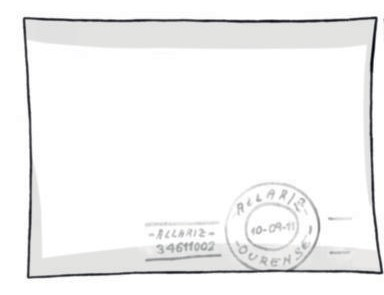 -ALLARIZ-
34611002
ALLARIZ
10-09-11
-OURENSE-